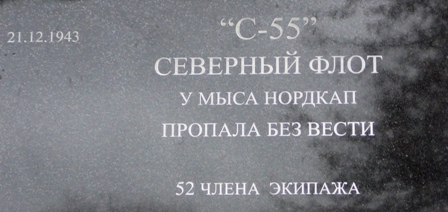 21.12.1943
“С-55”
СЕВЕРНЫЙ ФЛОТ
У МЫСА НОРДКАП
ПРОПАЛА БЕЗ ВЕСТИ
52 ЧЛЕНА ЭКИПАЖА